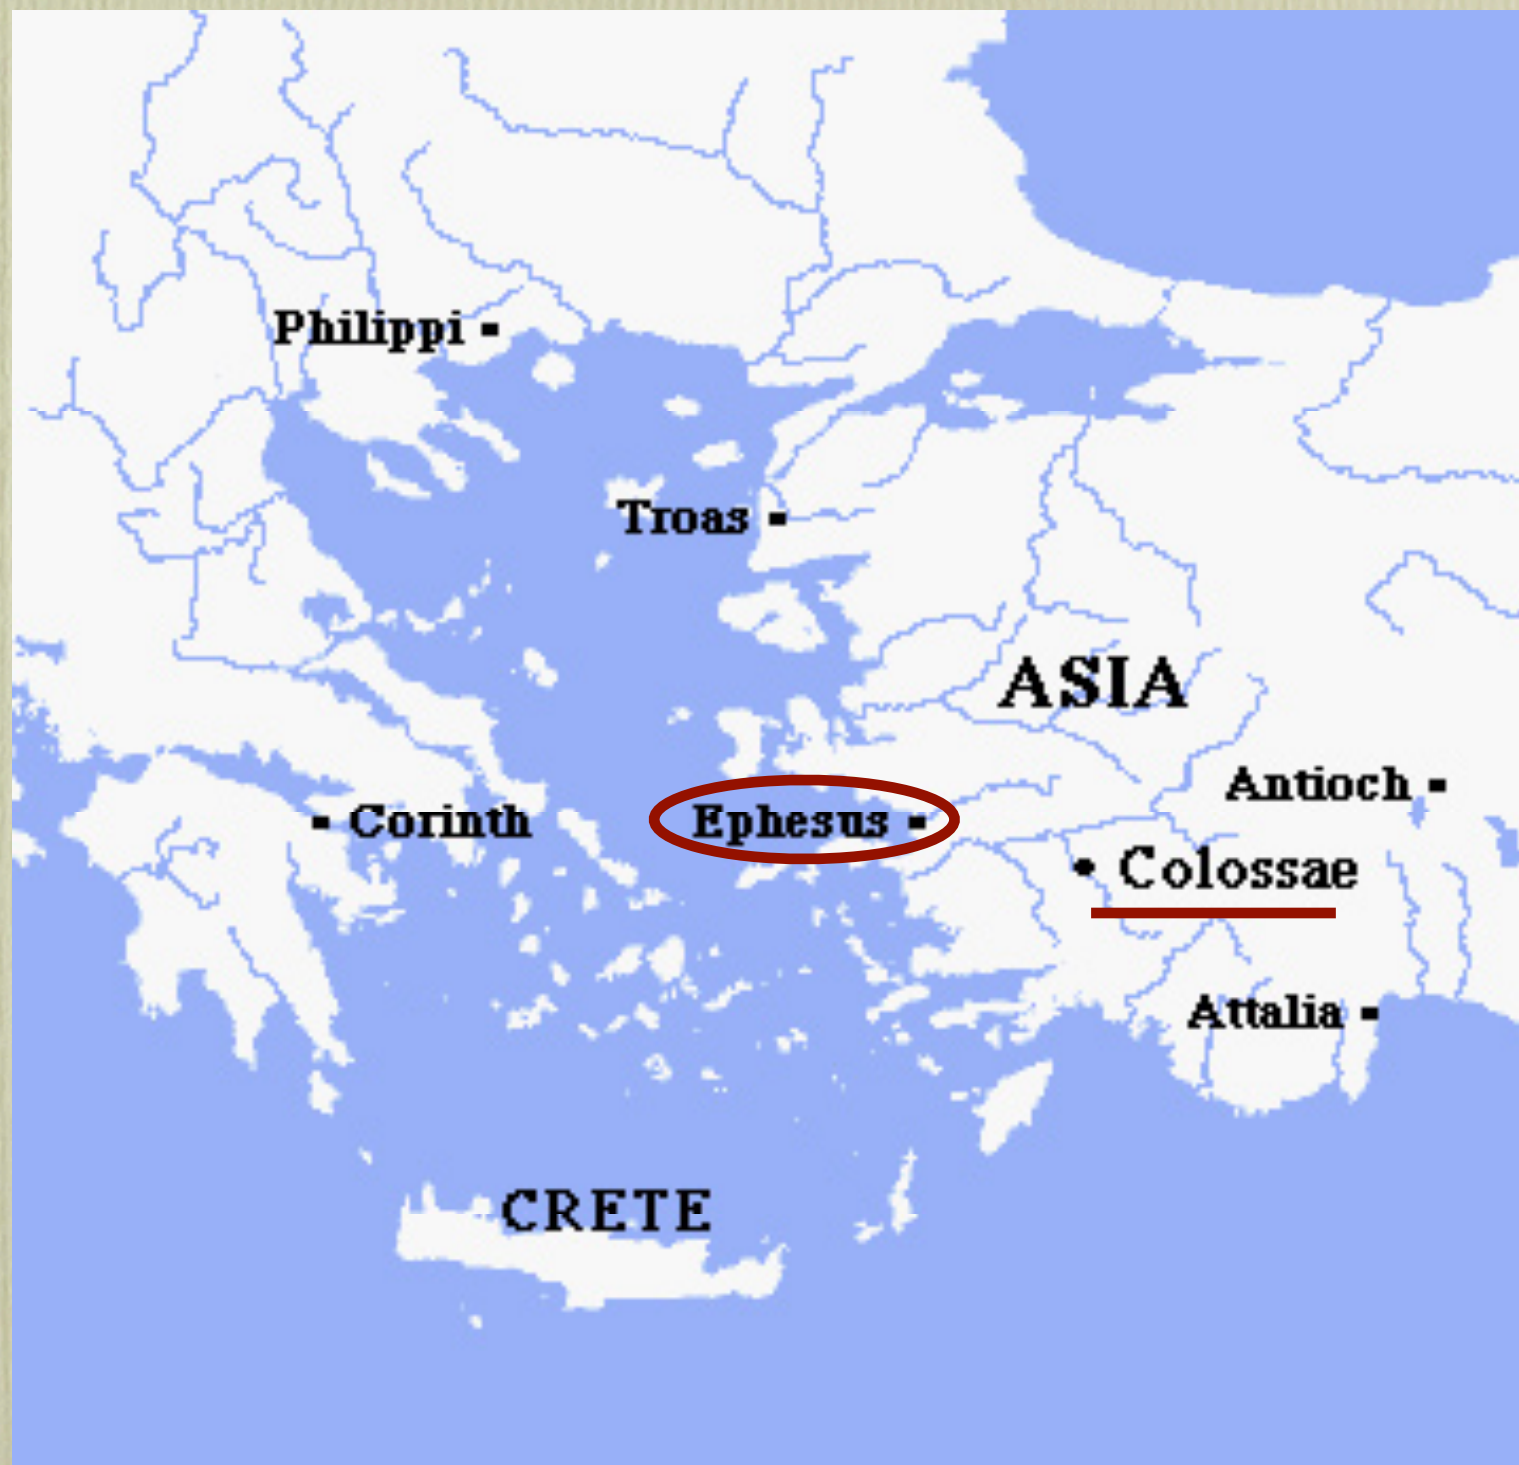 Philippi
Troas
ASIA
Antioch
Corinth
Ephesus
Colossae
Attalia
CRETE